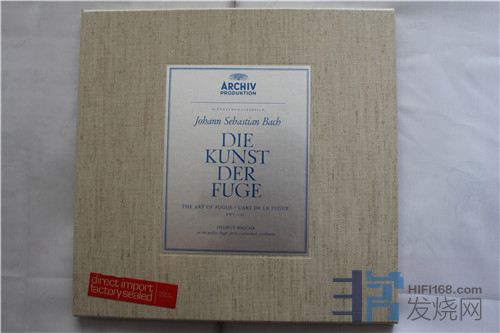 ARCHIV
PRODUKTION
Johann Sebastian Bach
DIE
KUNST
DER
FUGE
THE ART OF FUGUE · L'ART DE LA FUGUE
HELMUT WALCHA
direct import
factory sealed
HIFI168.com
发烧网